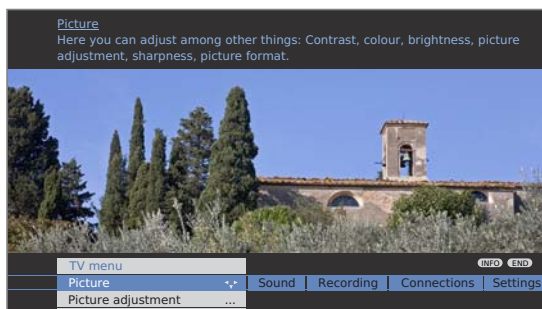 Picture
Here you can adjust among other things: Contrast, colour, brightness, picture
adjustment, sharpness, picture format.
TV menu
INFO END
Picture Sound Recording Connections Settings
Picture adjustment ...